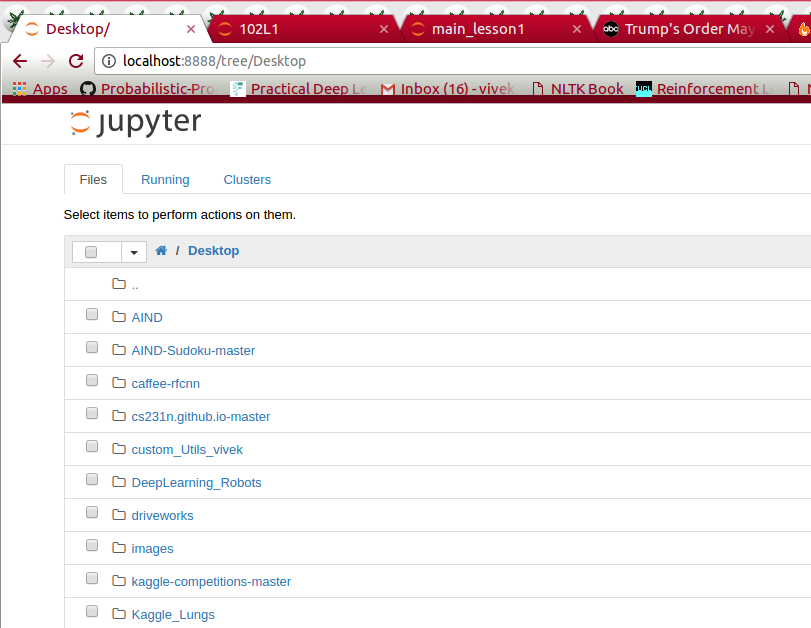 Desktop/ 102L1 main_lesson1 Trump's Order May
localhost:8888/tree/Desktop
Apps Probabilistic-Pro Practical Deep Le Inbox (16) - vivek NLTK Book Reinforcement L
jupyter
Files Running Clusters
Select items to perform actions on them.
/ Desktop
..
AIND
AIND-Sudoku-master
caffee-rfcnn
cs231n.github.io-master
custom_Utils_vivek
DeepLearning_Robots
driveworks
images
kaggle-competitions-master
Kaggle_Lungs